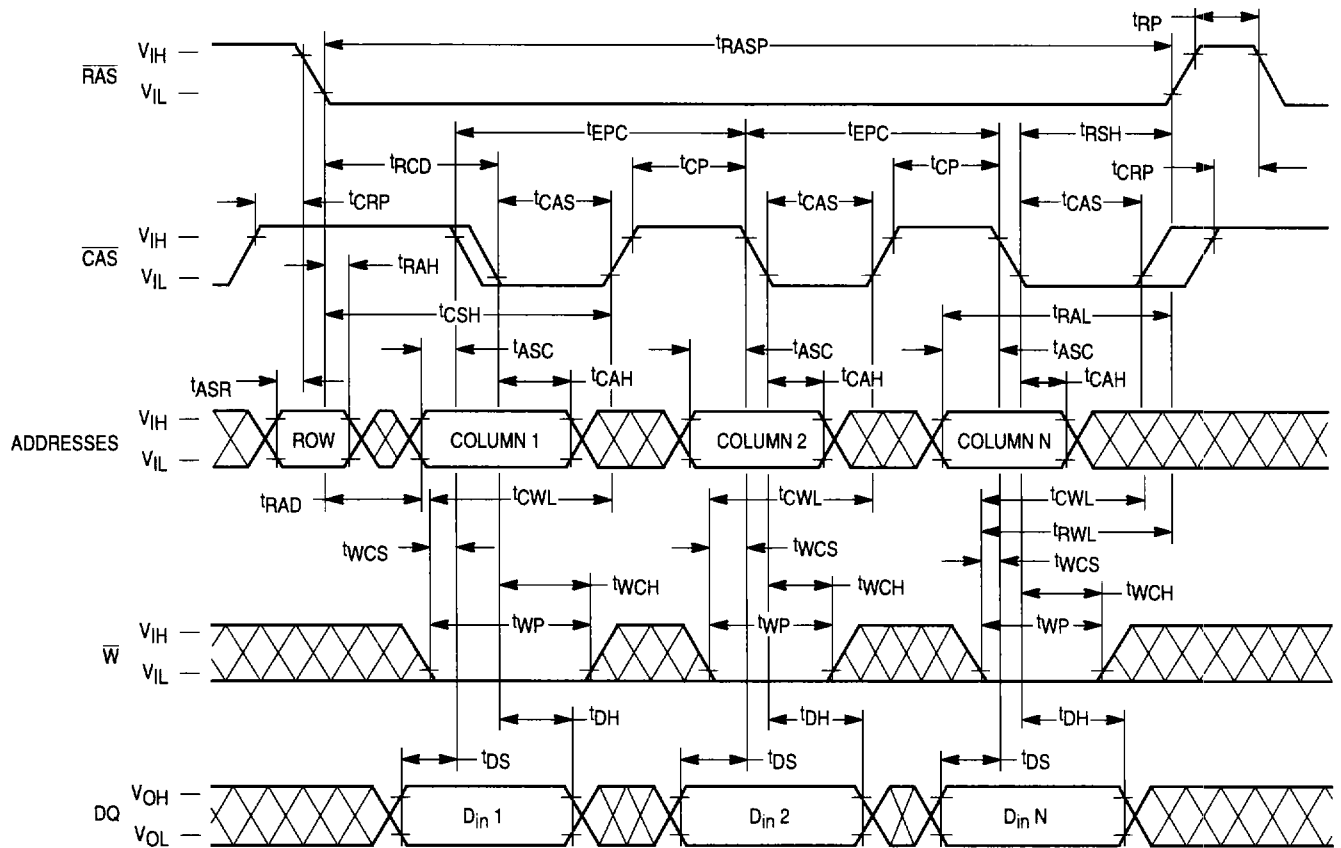 tRP
VIH
tRASP
RAS
VIL
tEPC tEPC tRSH
tRCD tCP tCP tCRP
tCRP tCAS tCAS tCAS
VIH
CAS
VIL
tRAH
tCSH tRAL
tASC tASC tASC
tASR tCAH tCAH tCAH
VIH
ADDRESSES ROW COLUMN 1 COLUMN 2 COLUMN N
VIL
tRAD tCWL tCWL tCWL
tRWL
tWCS tWCS tWCS
tWCH tWCH tWCH
tWP tWP tWP
VIH
W
VIL
tDH tDH tDH
tDS tDS tDS
VOH
DQ Din 1 Din 2 Din N
VOL